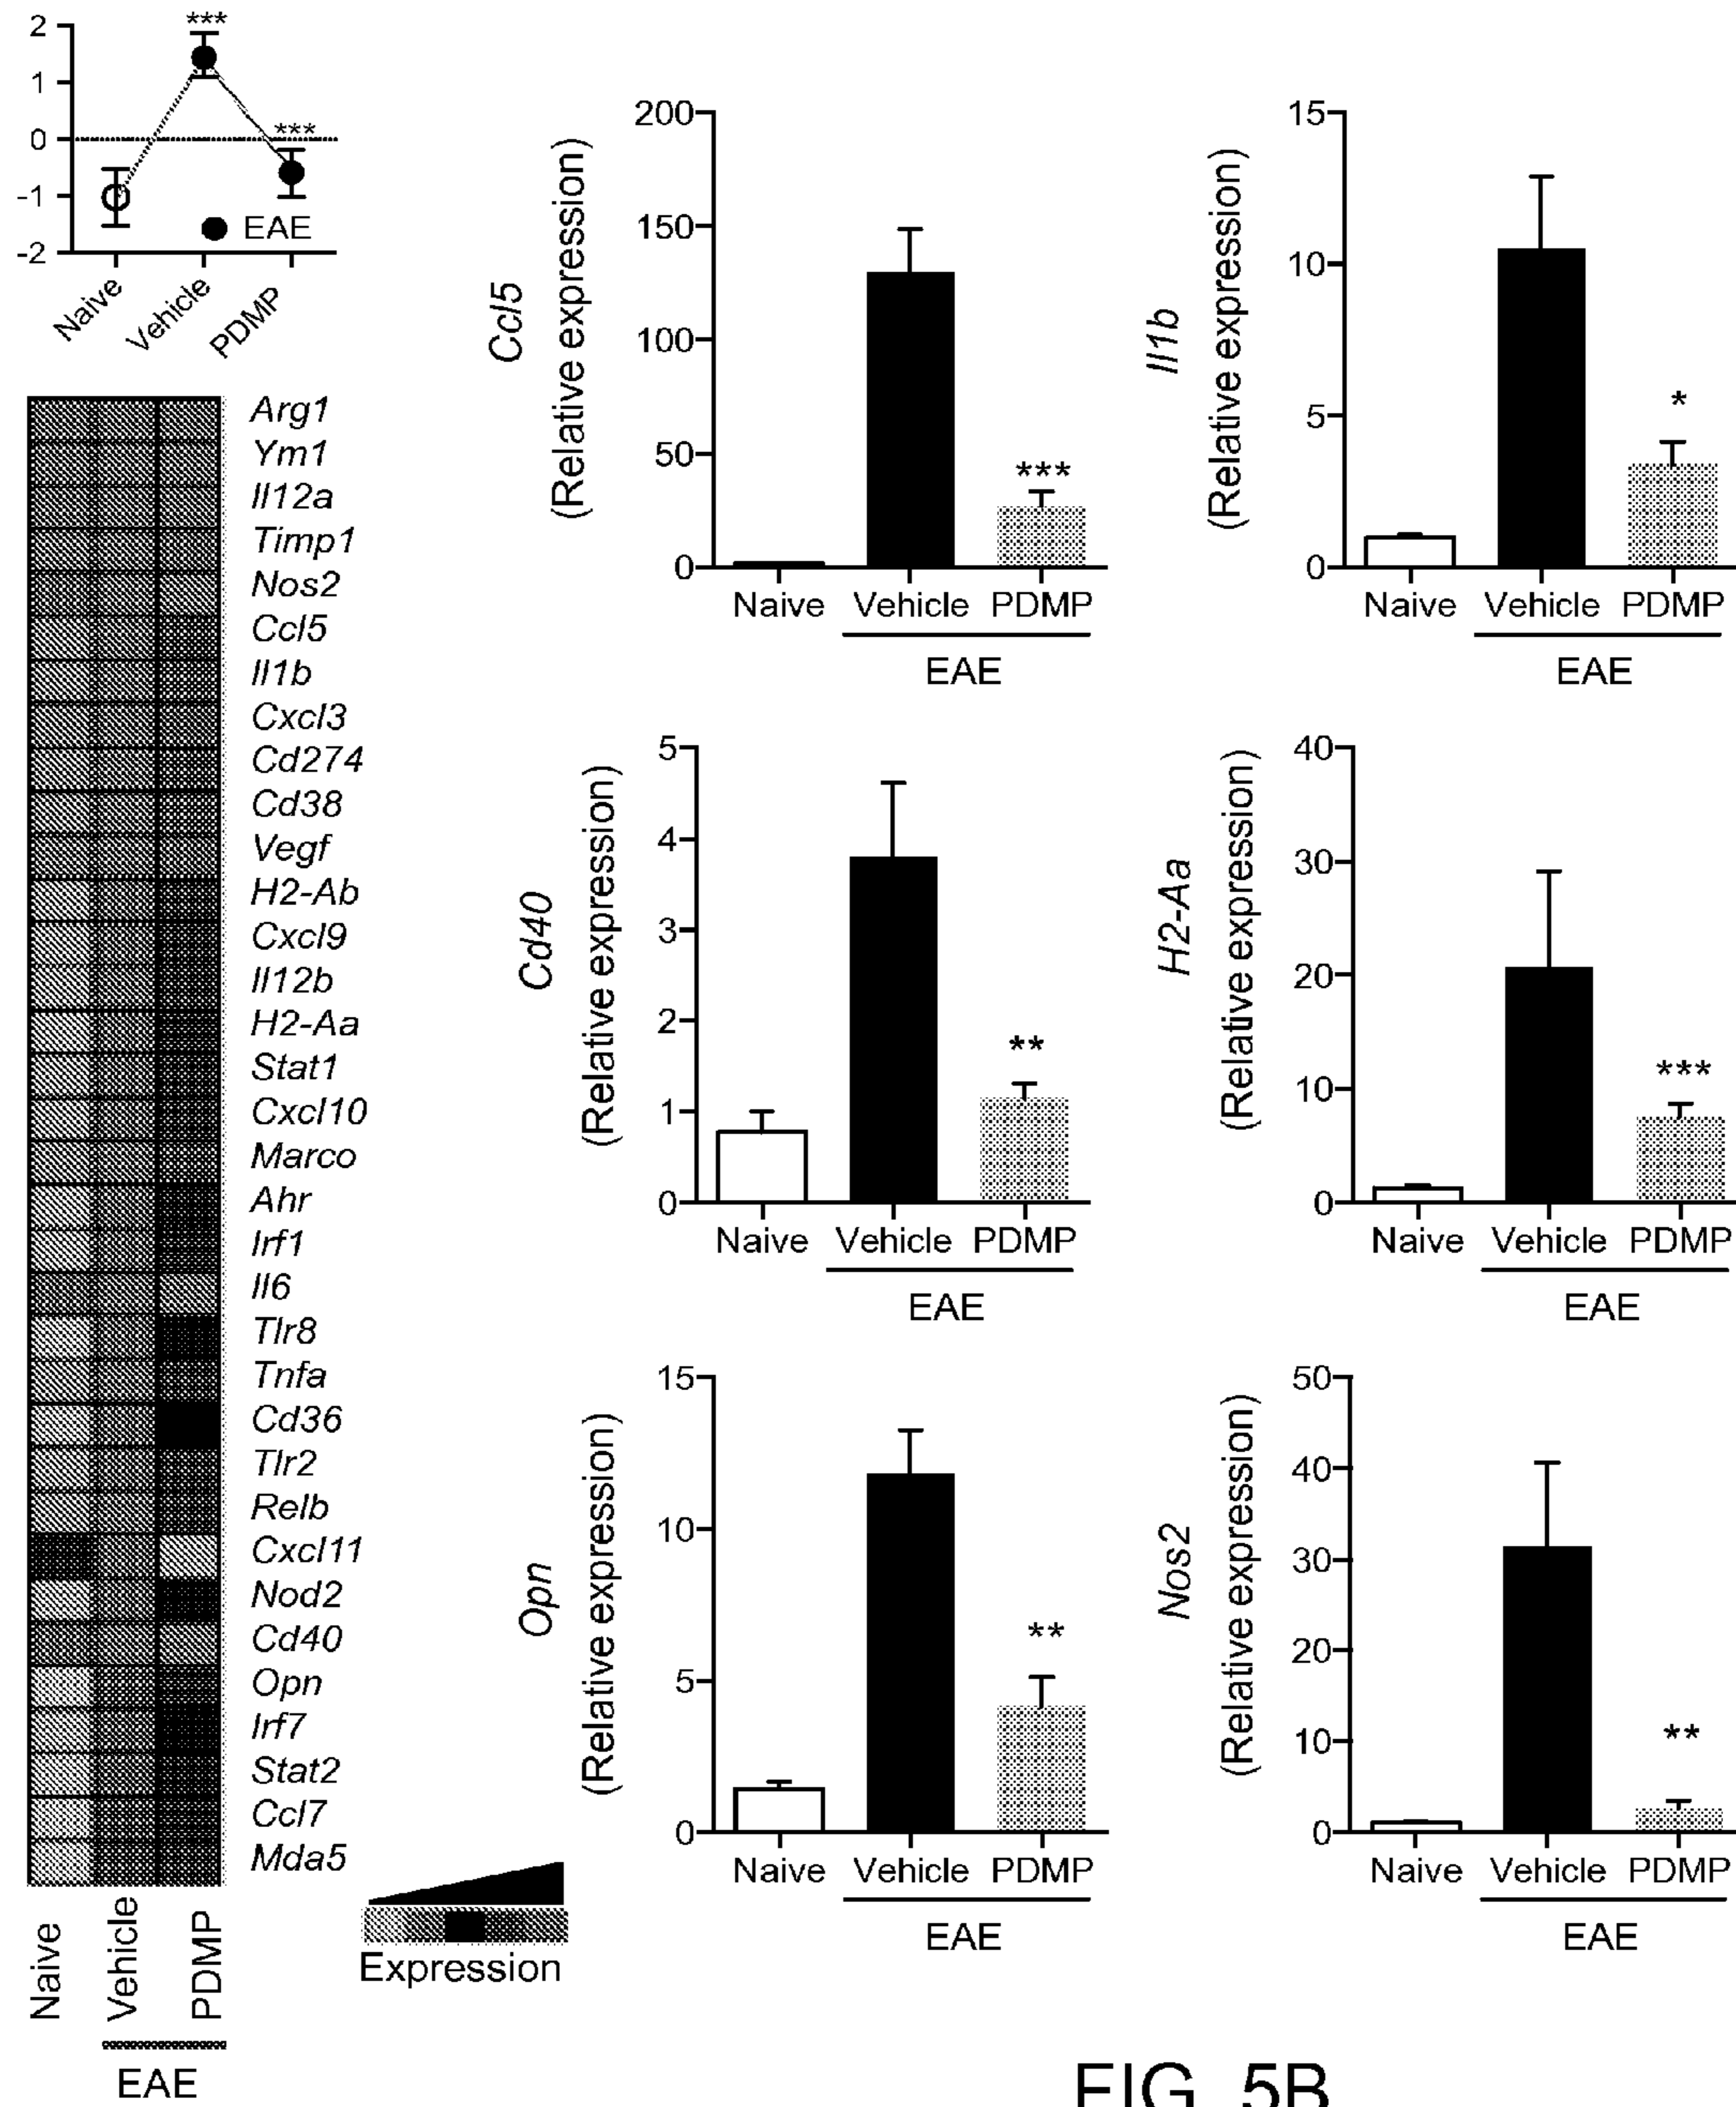 2
1
0
-1
-2
***
***
EAE
Naive
Vehicle
PDMP
Arg1
Ym1
Il12a
Timp1
Nos2
Ccl5
Il1b
Cxcl3
Cd274
Cd38
Vegf
H2-Ab
Cxcl9
Il12b
H2-Aa
Stat1
Cxcl10
Marco
Ahr
Irf1
Il6
Tlr8
Tnfa
Cd36
Tlr2
Relb
Cxcl11
Nod2
Cd40
Opn
Irf7
Stat2
Ccl7
Mda5
Naive
Vehicle
PDMP
EAE
Expression
Ccl5
(Relative expression)
200
150
100
50
0
***
Naive Vehicle PDMP
EAE
Il1b
(Relative expression)
15
10
5
0
*
Naive Vehicle PDMP
EAE
Cd40
(Relative expression)
5
4
3
2
1
0
**
Naive Vehicle PDMP
EAE
H2-Aa
(Relative expression)
40
30
20
10
0
***
Naive Vehicle PDMP
EAE
Opn
(Relative expression)
15
10
5
0
**
Naive Vehicle PDMP
EAE
Nos2
(Relative expression)
50
40
30
20
10
0
**
Naive Vehicle PDMP
EAE
FIG. 5B